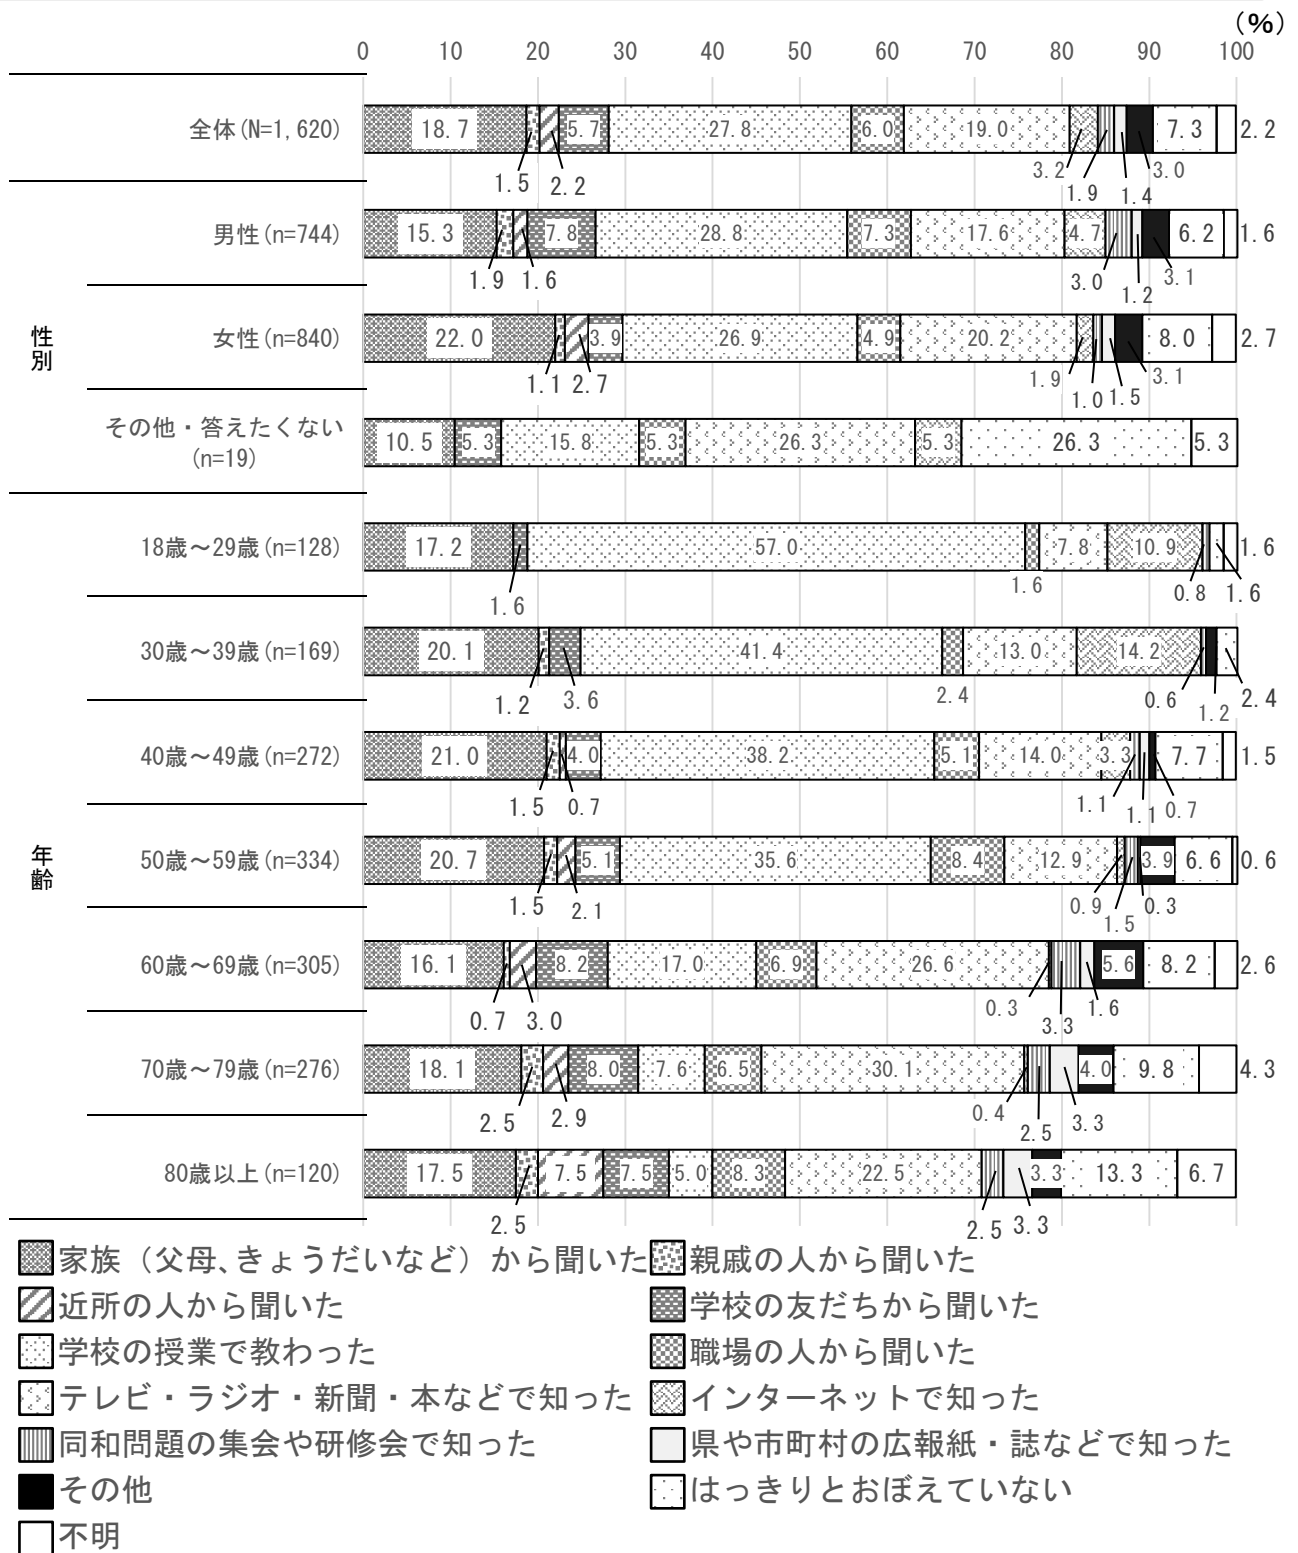 (%)
0 10 20 30 40 50 60 70 80 90 100
全体(N=1,620) 18.7 5.7 27.8 6.0 19.0 7.3 2.2
1.5 2.2 3.2 1.9 1.4 3.0
男性(n=744) 15.3 7.8 28.8 7.3 17.6 4.7 6.2 1.6
1.9 1.6 3.0 1.2 3.1
性別
女性(n=840) 22.0 3.9 26.9 4.9 20.2 8.0 2.7
1.1 2.7 1.9 1.0 1.5 3.1
その他・答えたくない
(n=19) 10.5 5.3 15.8 5.3 26.3 5.3 26.3 5.3
18歳～29歳(n=128) 17.2 57.0 7.8 10.9 1.6
1.6 1.6 0.8 1.6
30歳～39歳(n=169) 20.1 41.4 13.0 14.2
1.2 3.6 2.4 0.6 1.2 2.4
40歳～49歳(n=272) 21.0 4.0 38.2 5.1 14.0 3.3 7.7 1.5
1.5 0.7 1.1 1.1 0.7
年齢
50歳～59歳(n=334) 20.7 5.1 35.6 8.4 12.9 3.9 6.6 0.6
1.5 2.1 0.9 1.5 0.3
60歳～69歳(n=305) 16.1 8.2 17.0 6.9 26.6 5.6 8.2 2.6
0.7 3.0 0.3 3.3 1.6
70歳～79歳(n=276) 18.1 8.0 7.6 6.5 30.1 4.0 9.8 4.3
2.5 2.9 0.4 2.5 3.3
80歳以上(n=120) 17.5 7.5 7.5 5.0 8.3 22.5 3.3 13.3 6.7
2.5 2.5 3.3
家族（父母、きょうだいなど）から聞いた 親戚の人から聞いた
近所の人から聞いた 学校の友だちから聞いた
学校の授業で教わった 職場の人から聞いた
テレビ・ラジオ・新聞・本などで知った インターネットで知った
同和問題の集会や研修会で知った 県や市町村の広報紙・誌などで知った
その他 はっきりとおぼえていない
不明